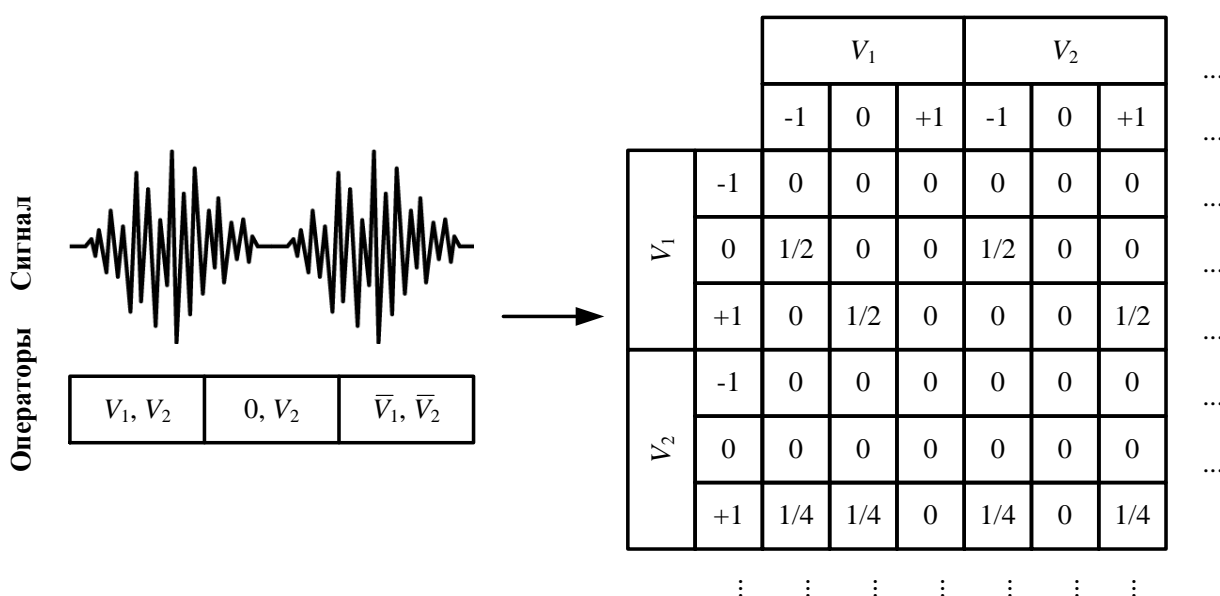 V₁ V₂ ...
-1 0 +1 -1 0 +1 ...
-1 0 0 0 0 0 0 ...
V₁ 0 1/2 0 0 1/2 0 0 ...
+1 0 1/2 0 0 0 1/2 ...
-1 0 0 0 0 0 0 ...
V₂ 0 0 0 0 0 0 0 ...
+1 1/4 1/4 0 1/4 0 1/4
⋮ ⋮ ⋮ ⋮ ⋮ ⋮ ⋮
Сигнал
Операторы
V₁, V₂ 0, V₂ V̅₁, V̅₂